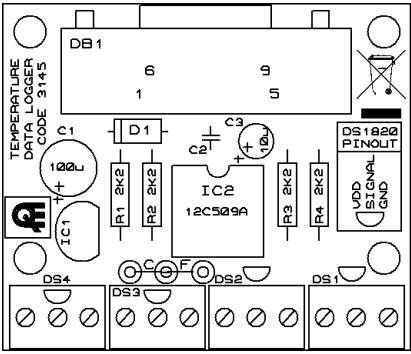 DB1
6 9
1 5
TEMPERATURE
DATA LOGGER
CODE 3145
C1
100u
+
+
D1
C2
C3
10u
+
DS1820
PINOUT
VDD
SIGNAL
GND
IC1
R1 2K2
R2 2K2
IC2
12C509A
R3 2K2
R4 2K2
C F
DS4
DS3
DS2
DS1